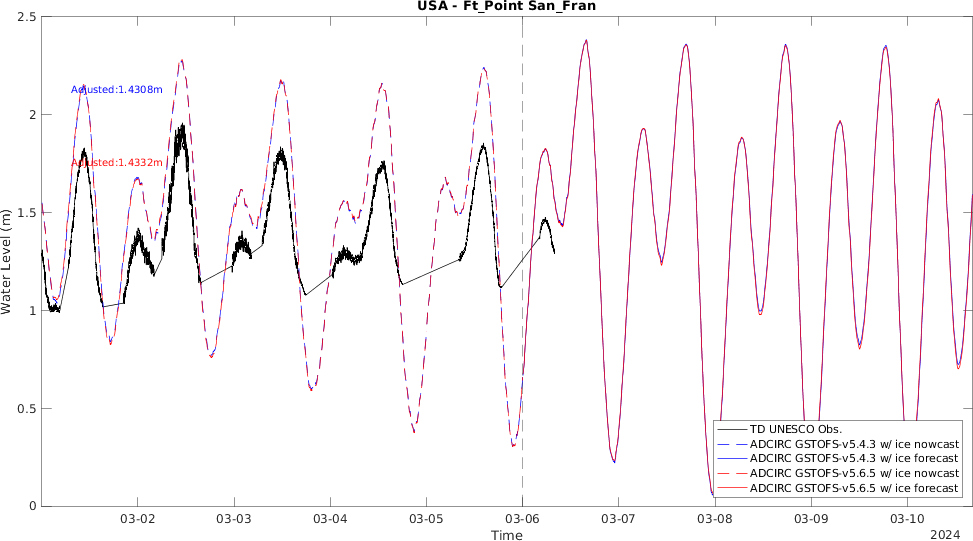 USA - Ft_Point San_Fran
2.5
2
1.5
1
0.5
0
Water Level (m)
Adjusted:1.4308m
Adjusted:1.4332m
TD UNESCO Obs.
ADCIRC GSTOFS-v5.4.3 w/ ice nowcast
ADCIRC GSTOFS-v5.4.3 w/ ice forecast
ADCIRC GSTOFS-v5.6.5 w/ ice nowcast
ADCIRC GSTOFS-v5.6.5 w/ ice forecast
03-02 03-03 03-04 03-05 03-06 03-07 03-08 03-09 03-10
Time
2024